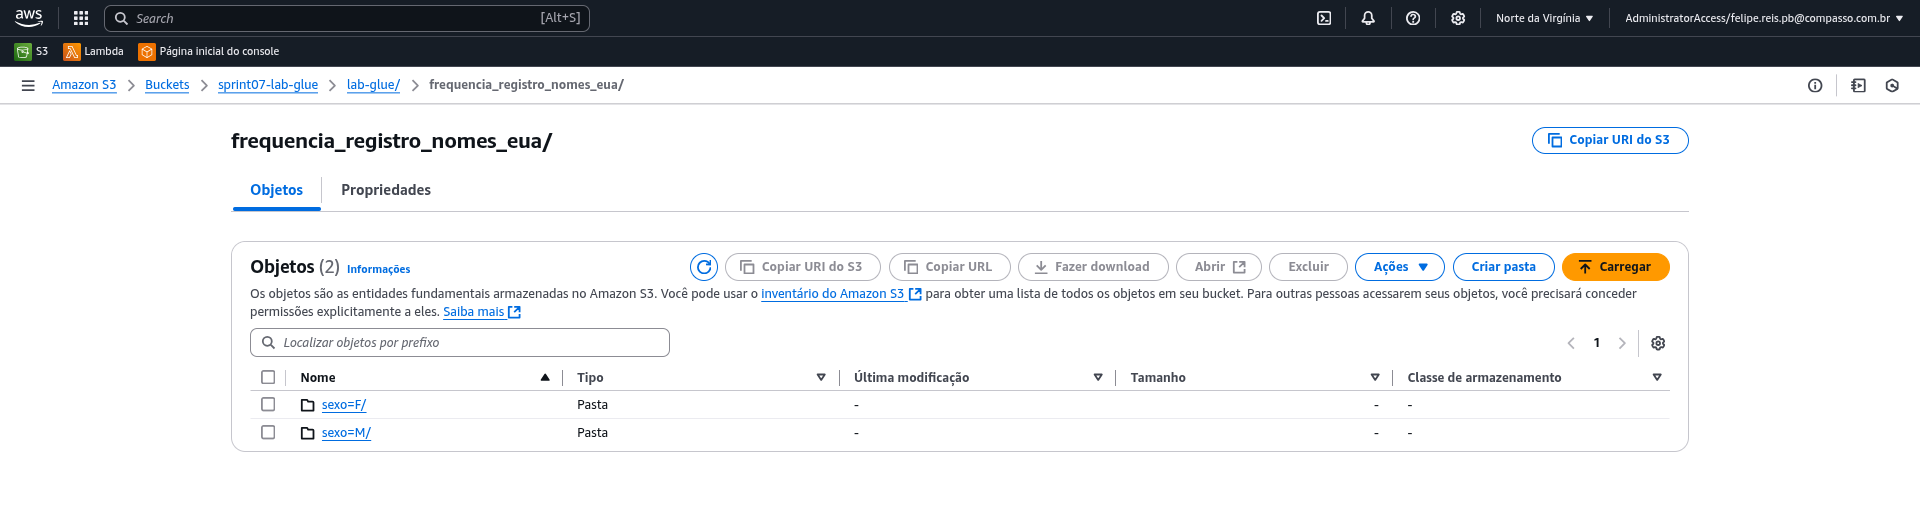 aws Search [Alt+S] Norte da Virgínia AdministratorAccess/felipe.reis.pb@compasso.com.br
S3 Lambda Página inicial do console
Amazon S3 Buckets sprint07-lab-glue lab-glue/ frequencia_registro_nomes_eua/
frequencia_registro_nomes_eua/ Copiar URI do S3
Objetos Propriedades
Objetos (2) Informações Copiar URI do S3 Copiar URL Fazer download Abrir Excluir Ações Criar pasta Carregar
Os objetos são as entidades fundamentais armazenadas no Amazon S3. Você pode usar o inventário do Amazon S3 para obter uma lista de todos os objetos em seu bucket. Para outras pessoas acessarem seus objetos, você precisará conceder
permissões explicitamente a eles. Saiba mais
Localizar objetos por prefixo 1
Nome Tipo Última modificação Tamanho Classe de armazenamento
sexo=F/ Pasta - - -
sexo=M/ Pasta - - -